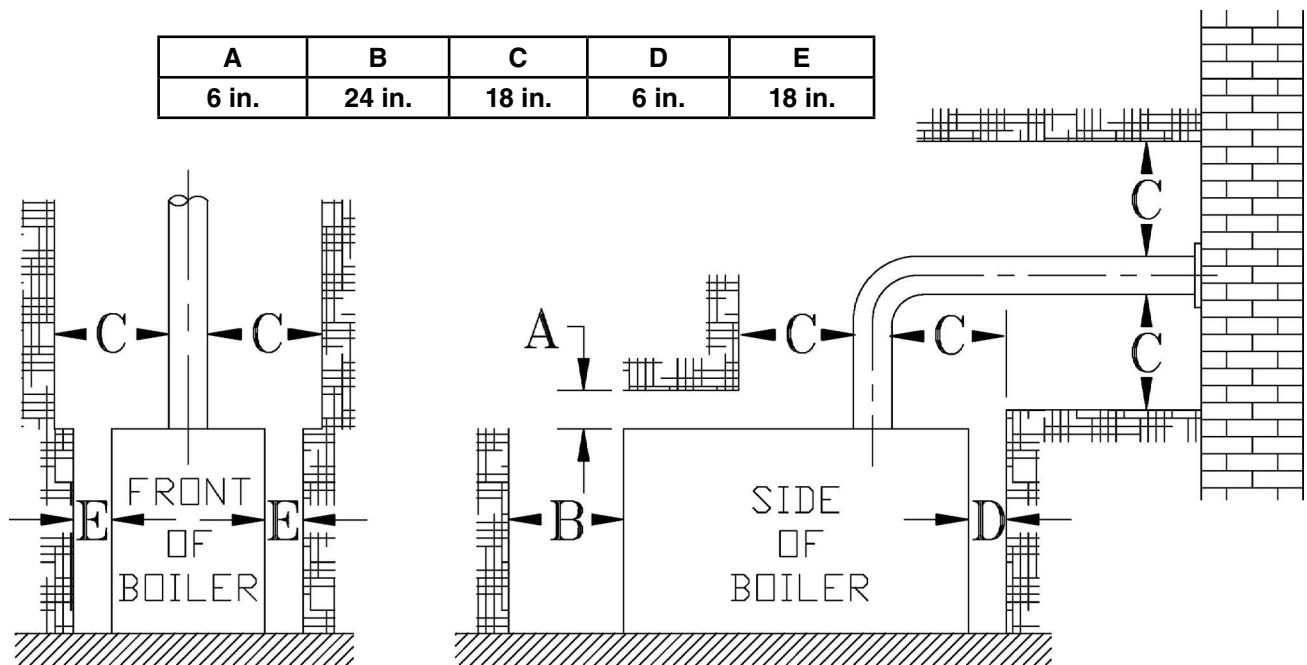 A B C D E
6 in. 24 in. 18 in. 6 in. 18 in.
C
C C
A
C C
C
E FRONT E
OF
BOILER
B
SIDE
OF
BOILER
D